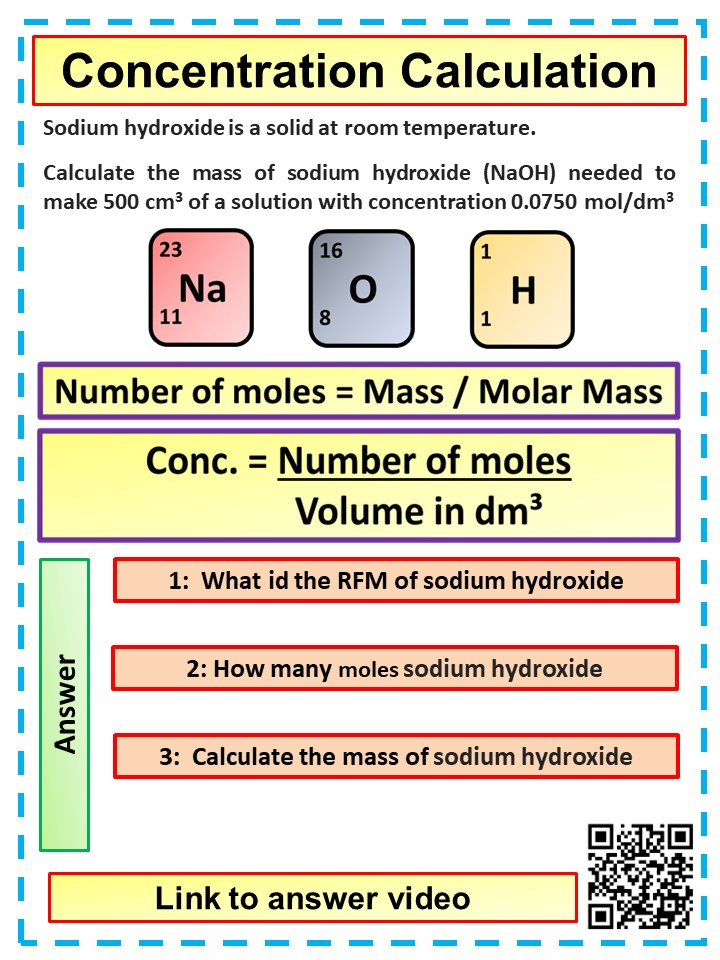 Concentration Calculation
Sodium hydroxide is a solid at room temperature.
Calculate the mass of sodium hydroxide (NaOH) needed to
make 500 cm³ of a solution with concentration 0.0750 mol/dm³
23
Na
11
16
O
8
1
H
1
Number of moles = Mass / Molar Mass
Conc. = Number of moles
Volume in dm³
Answer
1: What id the RFM of sodium hydroxide
2: How many moles sodium hydroxide
3: Calculate the mass of sodium hydroxide
Link to answer video